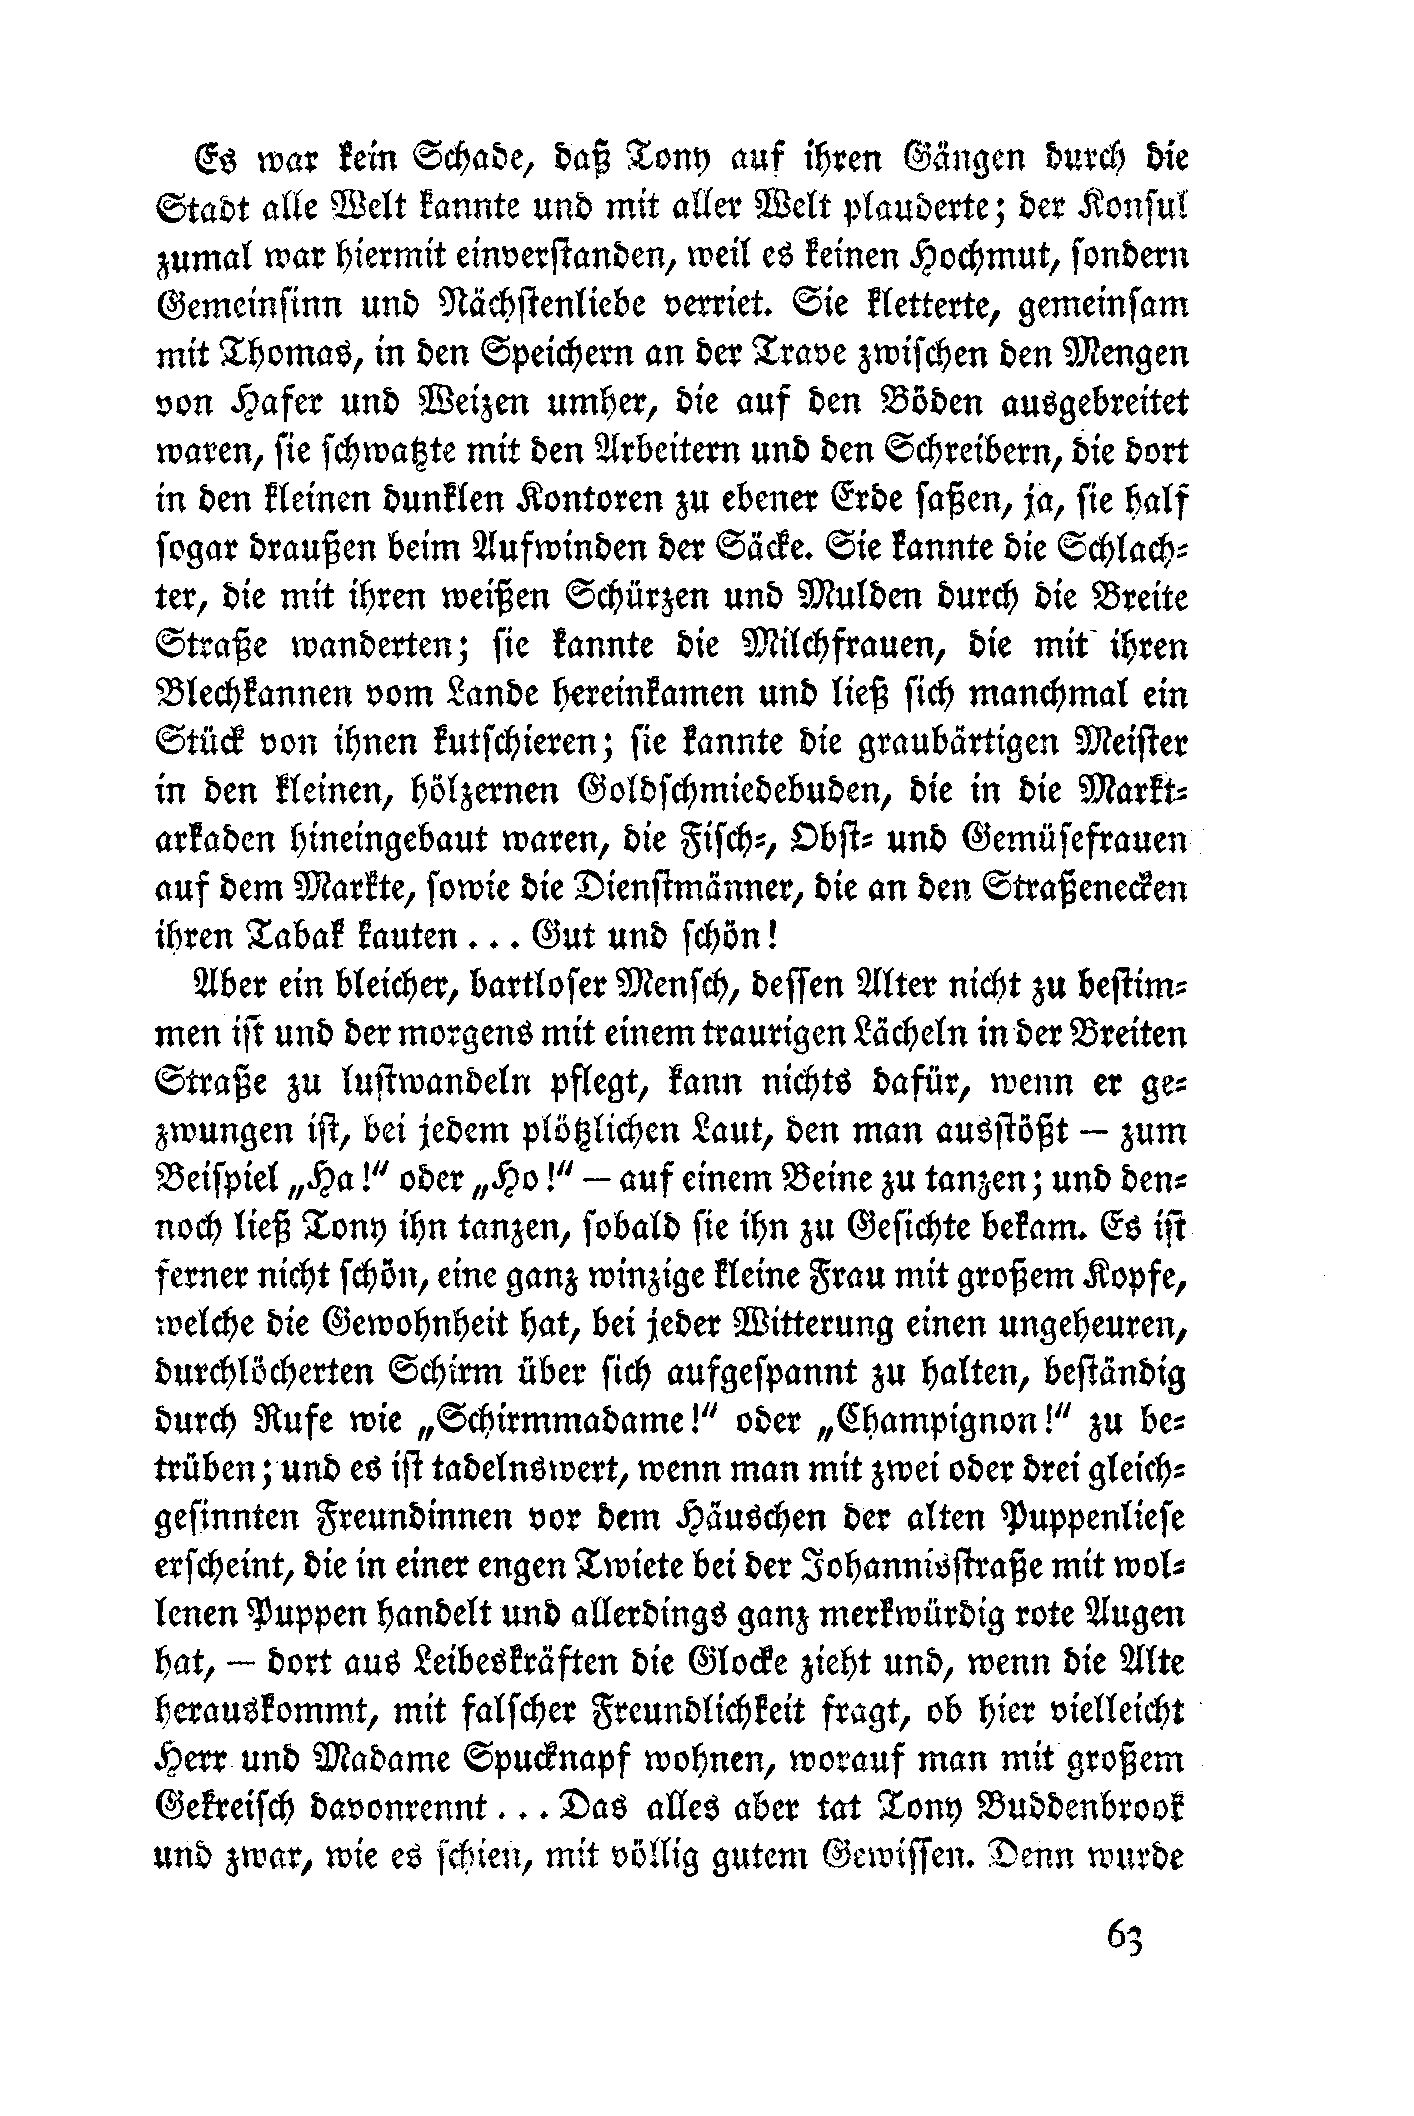 Es war kein Schade, daß Tony auf ihren Gängen durch die
Stadt alle Welt kannte und mit aller Welt plauderte; der Konsul
zumal war hiermit einverstanden, weil es keinen Hochmut, sondern
Gemeinsinn und Nächstenliebe verriet. Sie kletterte, gemeinsam
mit Thomas, in den Speichern an der Trave zwischen den Mengen
von Hafer und Weizen umher, die auf den Böden ausgebreitet
waren, sie schwatzte mit den Arbeitern und den Schreibern, die dort
in den kleinen dunklen Kontoren zu ebener Erde saßen, ja, sie half
sogar draußen beim Aufwinden der Säcke. Sie kannte die Schlach-
ter, die mit ihren weißen Schürzen und Mulden durch die Breite
Straße wanderten; sie kannte die Milchfrauen, die mit ihren
Blechkannen vom Lande hereinkamen und ließ sich manchmal ein
Stück von ihnen kutschieren; sie kannte die graubärtigen Meister
in den kleinen, hölzernen Goldschmiedebuden, die in die Markt-
arkaden hineingebaut waren, die Fisch-, Obst- und Gemüsefrauen
auf dem Markte, sowie die Dienstmänner, die an den Straßenecken
ihren Tabak kauten ... Gut und schön!
Aber ein bleicher, bartloser Mensch, dessen Alter nicht zu bestim-
men ist und der morgens mit einem traurigen Lächeln in der Breiten
Straße zu lustwandeln pflegt, kann nichts dafür, wenn er ge-
zwungen ist, bei jedem plötzlichen Laut, den man ausstößt — zum
Beispiel „Ha!“ oder „Ho!“ — auf einem Beine zu tanzen; und den-
noch ließ Tony ihn tanzen, sobald sie ihn zu Gesichte bekam. Es ist
ferner nicht schön, eine ganz winzige kleine Frau mit großem Kopfe,
welche die Gewohnheit hat, bei jeder Witterung einen ungeheuren,
durchlöcherten Schirm über sich aufgespannt zu halten, beständig
durch Rufe wie „Schirmmadame!“ oder „Champignon!“ zu be-
trüben; und es ist tadelnswert, wenn man mit zwei oder drei gleich-
gesinnten Freundinnen vor dem Häuschen der alten Puppenliese
erscheint, die in einer engen Twiete bei der Johannisstraße mit wol-
lenen Puppen handelt und allerdings ganz merkwürdig rote Augen
hat, — dort aus Leibeskräften die Glocke zieht und, wenn die Alte
herauskommt, mit falscher Freundlichkeit fragt, ob hier vielleicht
Herr und Madame Spucknapf wohnen, worauf man mit großem
Gekreisch davonrennt ... Das alles aber tat Tony Buddenbrook
und zwar, wie es schien, mit völlig gutem Gewissen. Denn wurde
63